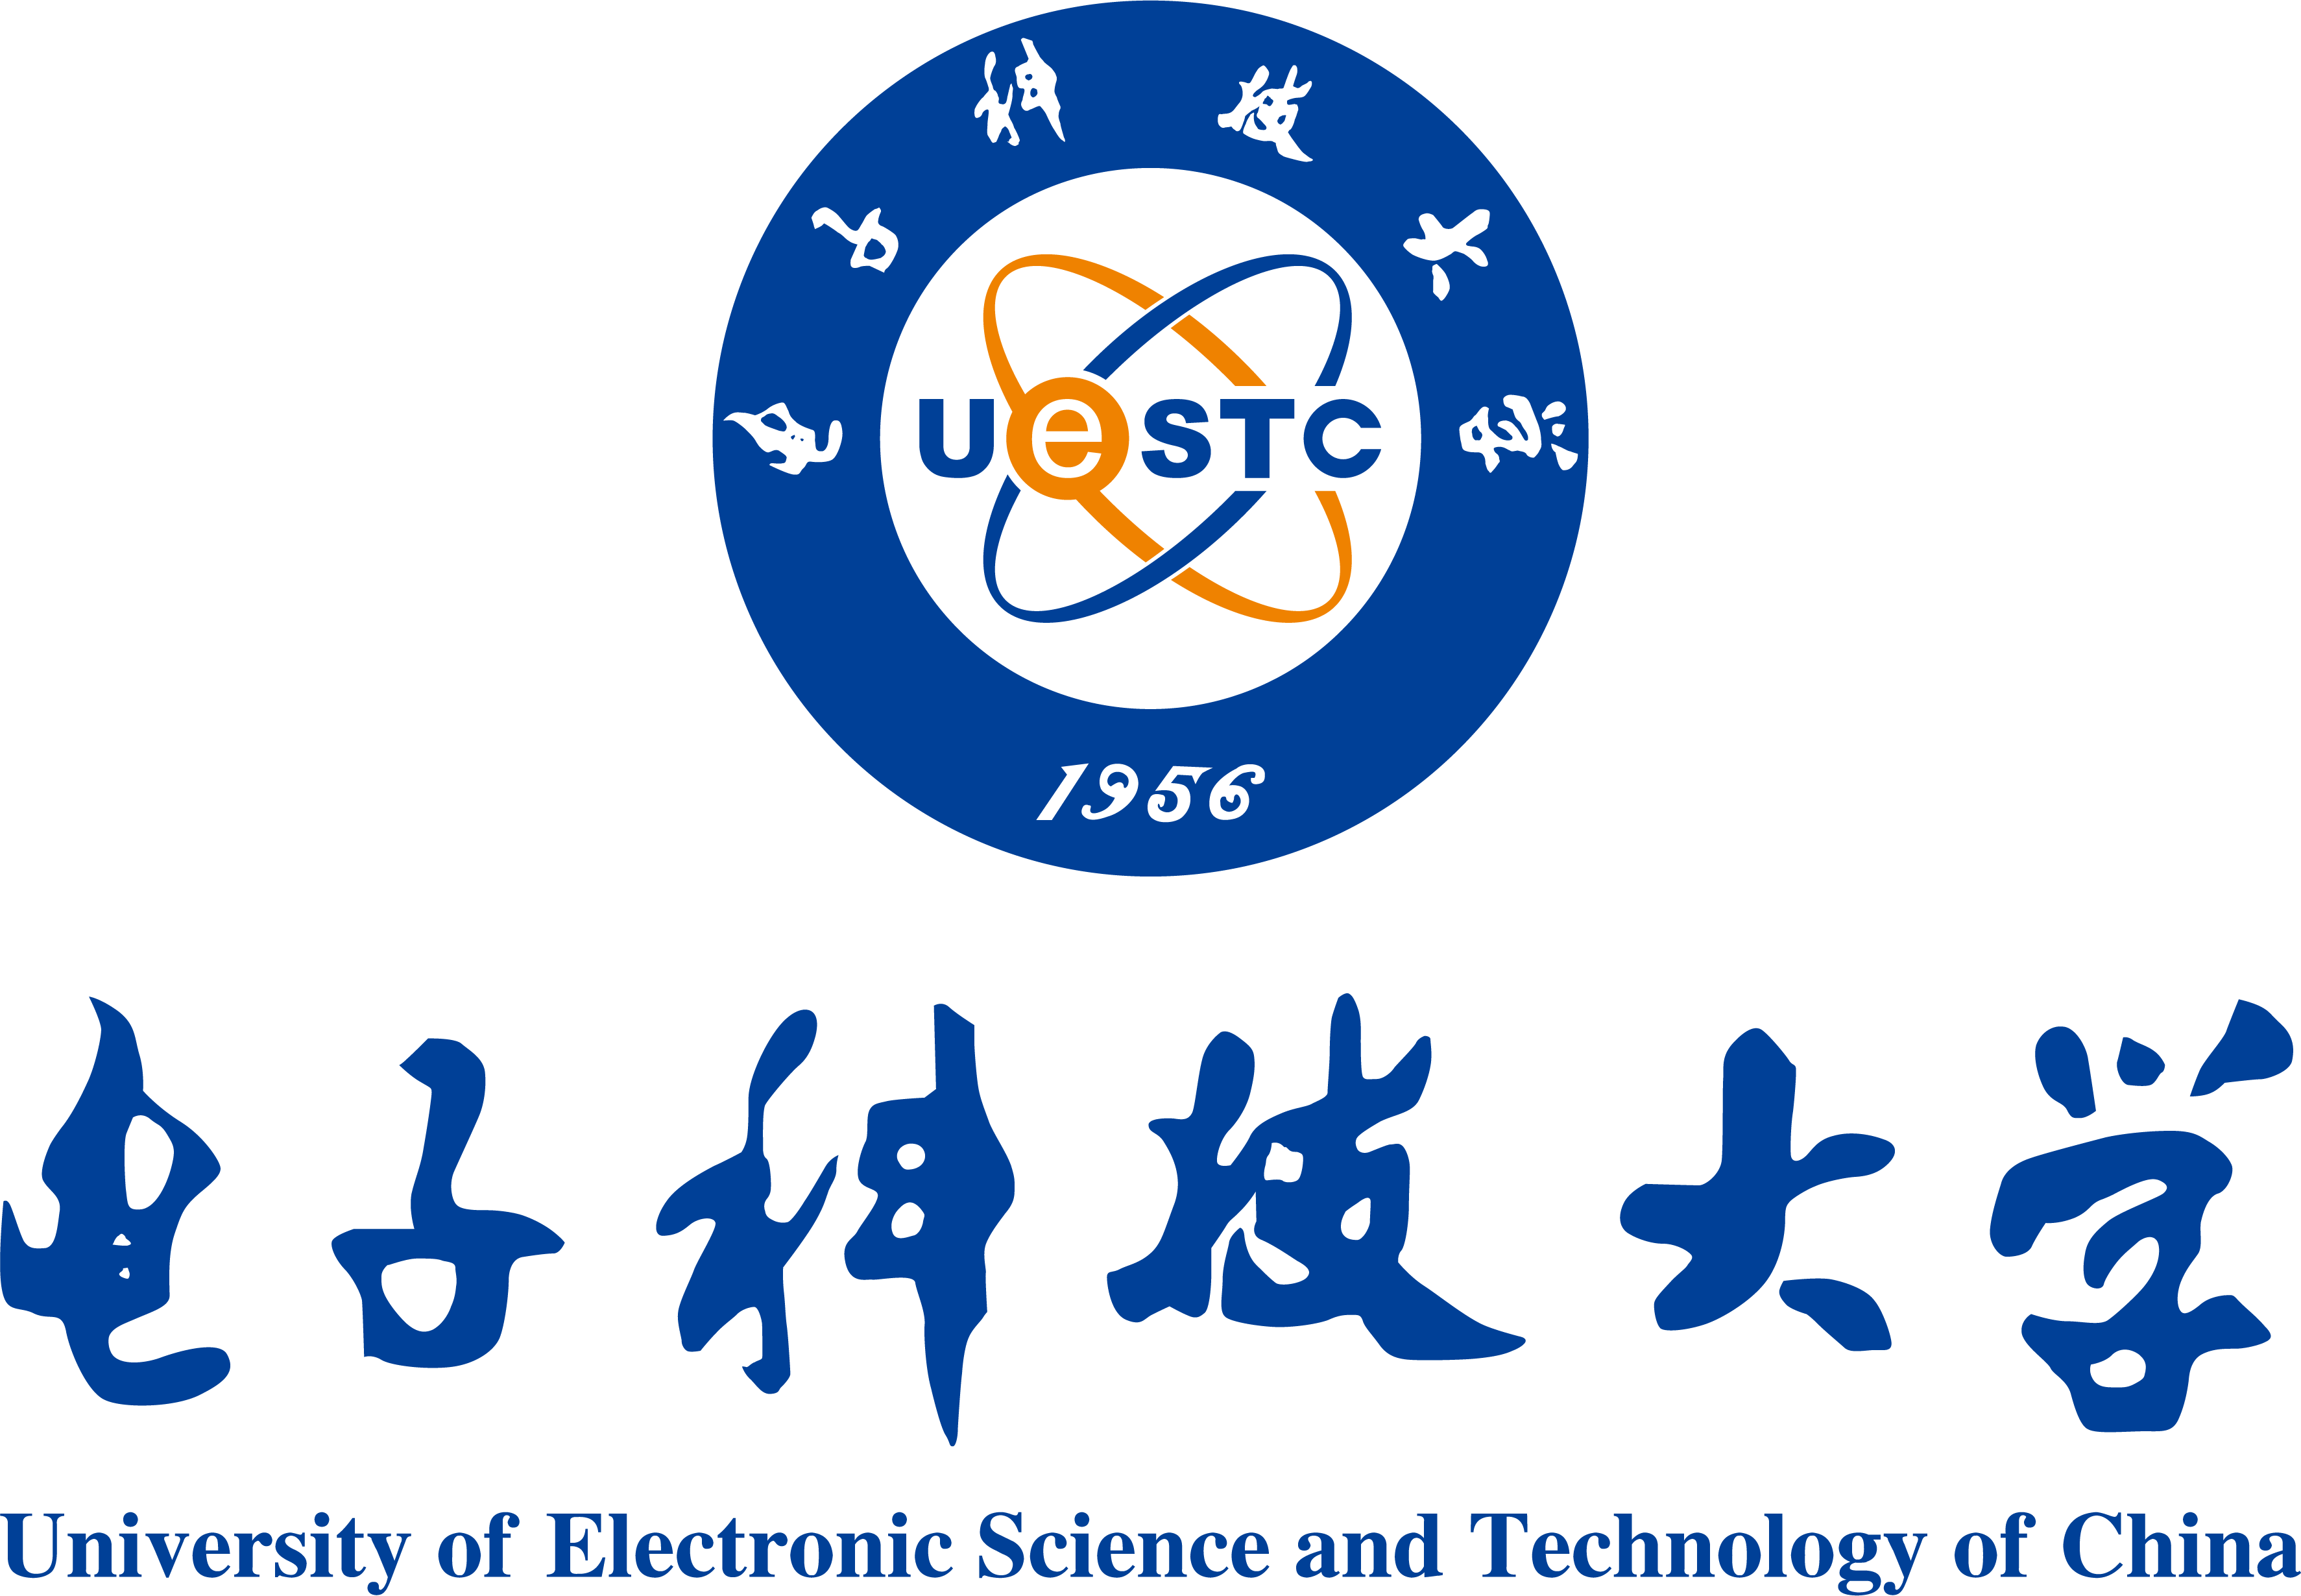 电子科技大学
UeSTC
1956
电子科技大学
University of Electronic Science and Technology of China